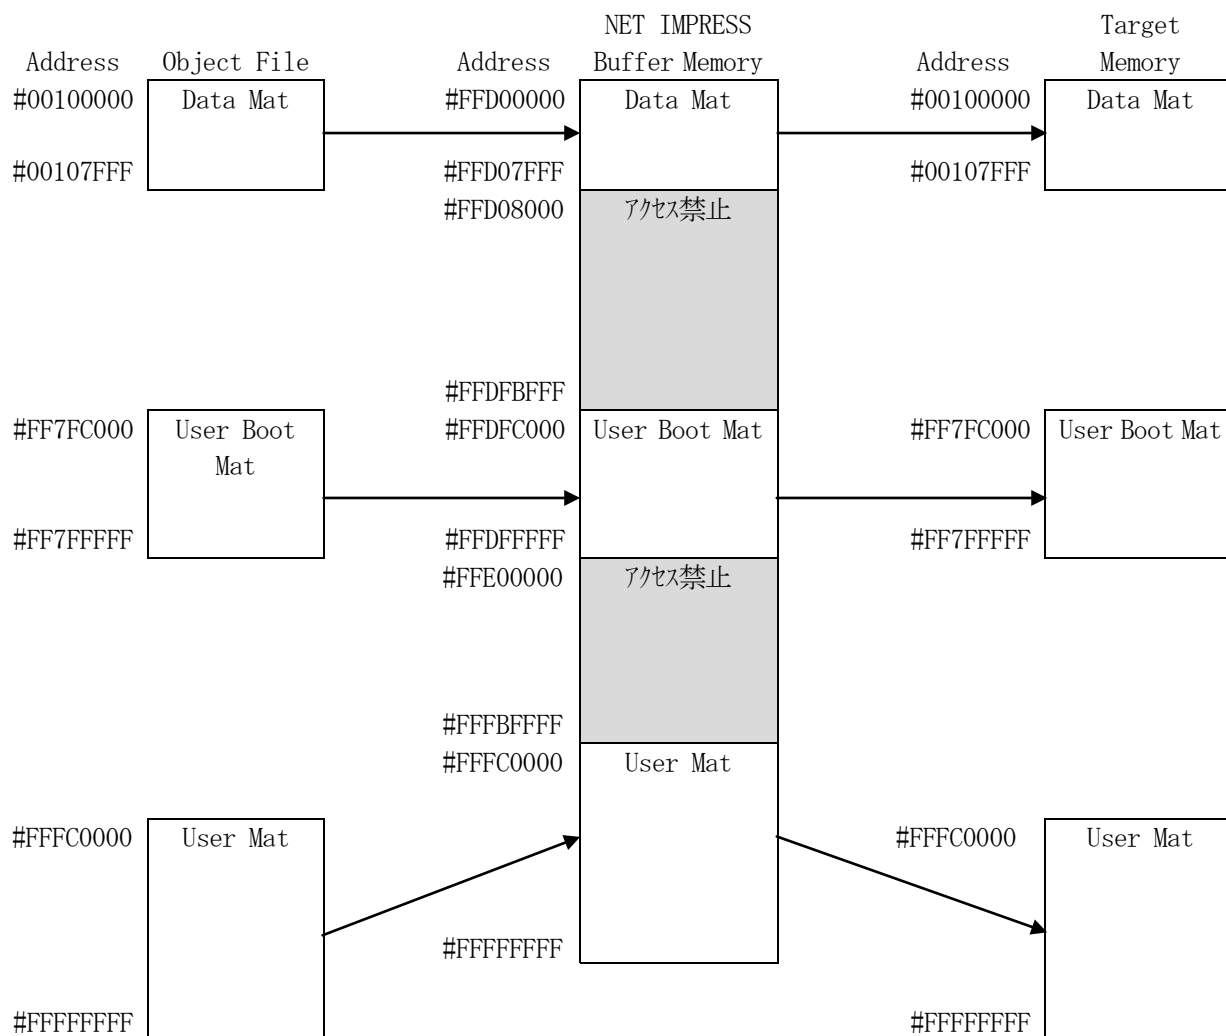 NET IMPRESS Target
Address Object File Address Buffer Memory Address Memory
#00100000 Data Mat #FFD00000 Data Mat #00100000 Data Mat
#00107FFF #FFD07FFF #00107FFF
#FFD08000 ｱｸｾｽ禁止
#FFDFBFFF
#FF7FC000 User Boot #FFDFC000 User Boot Mat #FF7FC000 User Boot Mat
Mat
#FF7FFFFF #FFDFFFFF #FF7FFFFF
#FFE00000 ｱｸｾｽ禁止
#FFFBFFFF
#FFFC0000 User Mat
#FFFC0000 User Mat #FFFC0000 User Mat
#FFFFFFFF
#FFFFFFFF #FFFFFFFF